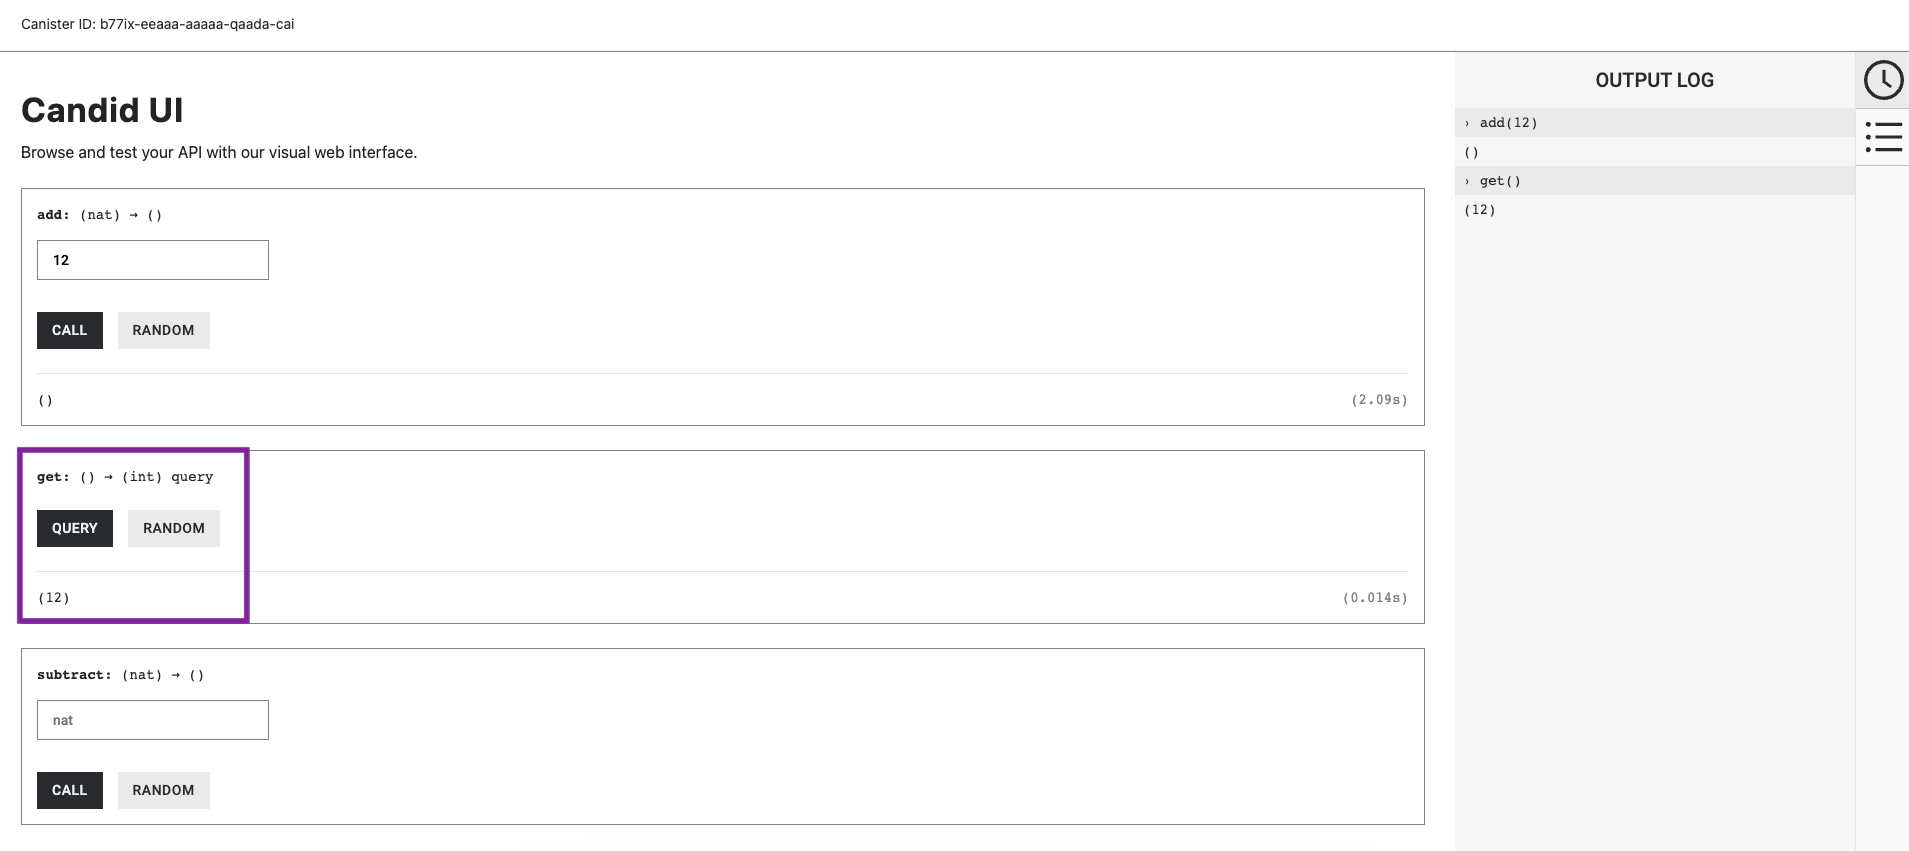 Canister ID: b77ix-eeaaa-aaaaa-qaada-cai
Candid UI
Browse and test your API with our visual web interface.
add: (nat) → ()
12
CALL RANDOM
() (2.09s)
get: () → (int) query
QUERY RANDOM
(12) (0.014s)
subtract: (nat) → ()
nat
CALL RANDOM
OUTPUT LOG
› add(12)
()
› get()
(12)